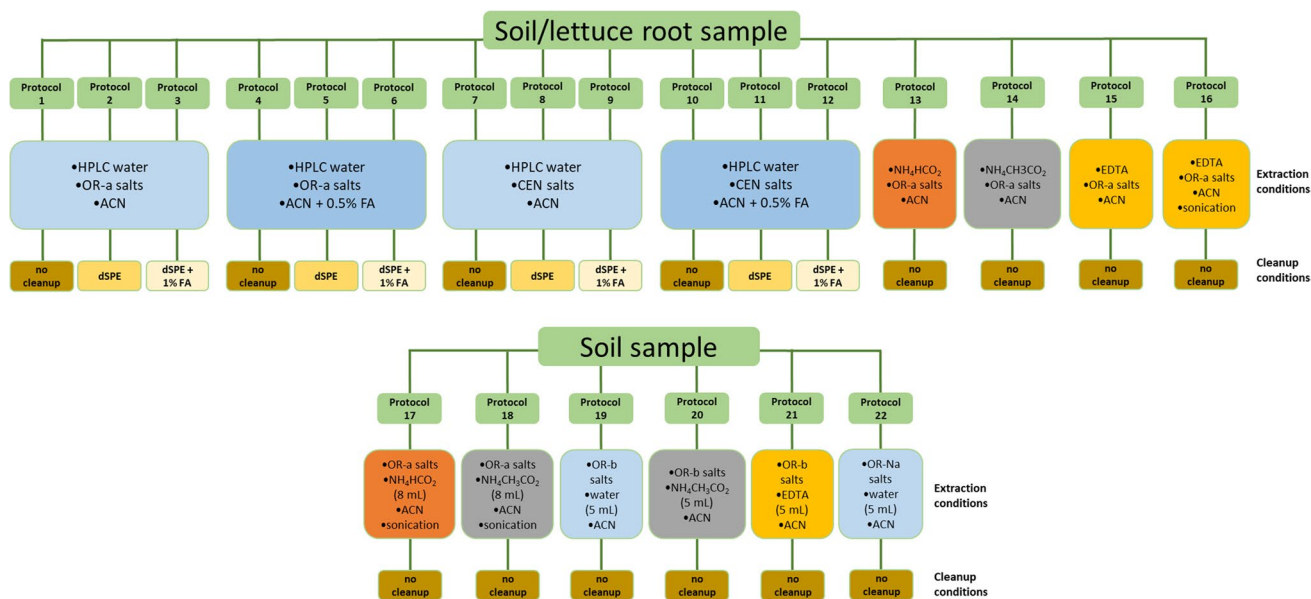 Soil/lettuce root sample
Protocol
1
Protocol
2
Protocol
3
Protocol
4
Protocol
5
Protocol
6
Protocol
7
Protocol
8
Protocol
9
Protocol
10
Protocol
11
Protocol
12
Protocol
13
Protocol
14
Protocol
15
Protocol
16
•HPLC water
•OR-a salts
•ACN
•HPLC water
•OR-a salts
•ACN + 0.5% FA
•HPLC water
•CEN salts
•ACN
•HPLC water
•CEN salts
•ACN + 0.5% FA
•NH₄HCO₂
•OR-a salts
•ACN
•NH₄CH3CO₂
•OR-a salts
•ACN
•EDTA
•OR-a salts
•ACN
•EDTA
•OR-a salts
•ACN
•sonication
Extraction
conditions
no
cleanup
dSPE
dSPE +
1% FA
no
cleanup
dSPE
dSPE +
1% FA
no
cleanup
dSPE
dSPE +
1% FA
no
cleanup
dSPE
dSPE +
1% FA
no
cleanup
no
cleanup
no
cleanup
no
cleanup
Cleanup
conditions
Soil sample
Protocol
17
Protocol
18
Protocol
19
Protocol
20
Protocol
21
Protocol
22
•OR-a salts
•NH₄HCO₂
(8 mL)
•ACN
•sonication
•OR-a salts
•NH₄CH₃CO₂
(8 mL)
•ACN
•sonication
•OR-b
salts
•water
(5 mL)
•ACN
•OR-b salts
•NH₄CH₃CO₂
(5 mL)
•ACN
•OR-b
salts
•EDTA
(5 mL)
•ACN
•OR-Na
salts
•water
(5 mL)
•ACN
Extraction
conditions
no
cleanup
no
cleanup
no
cleanup
no
cleanup
no
cleanup
no
cleanup
Cleanup
conditions